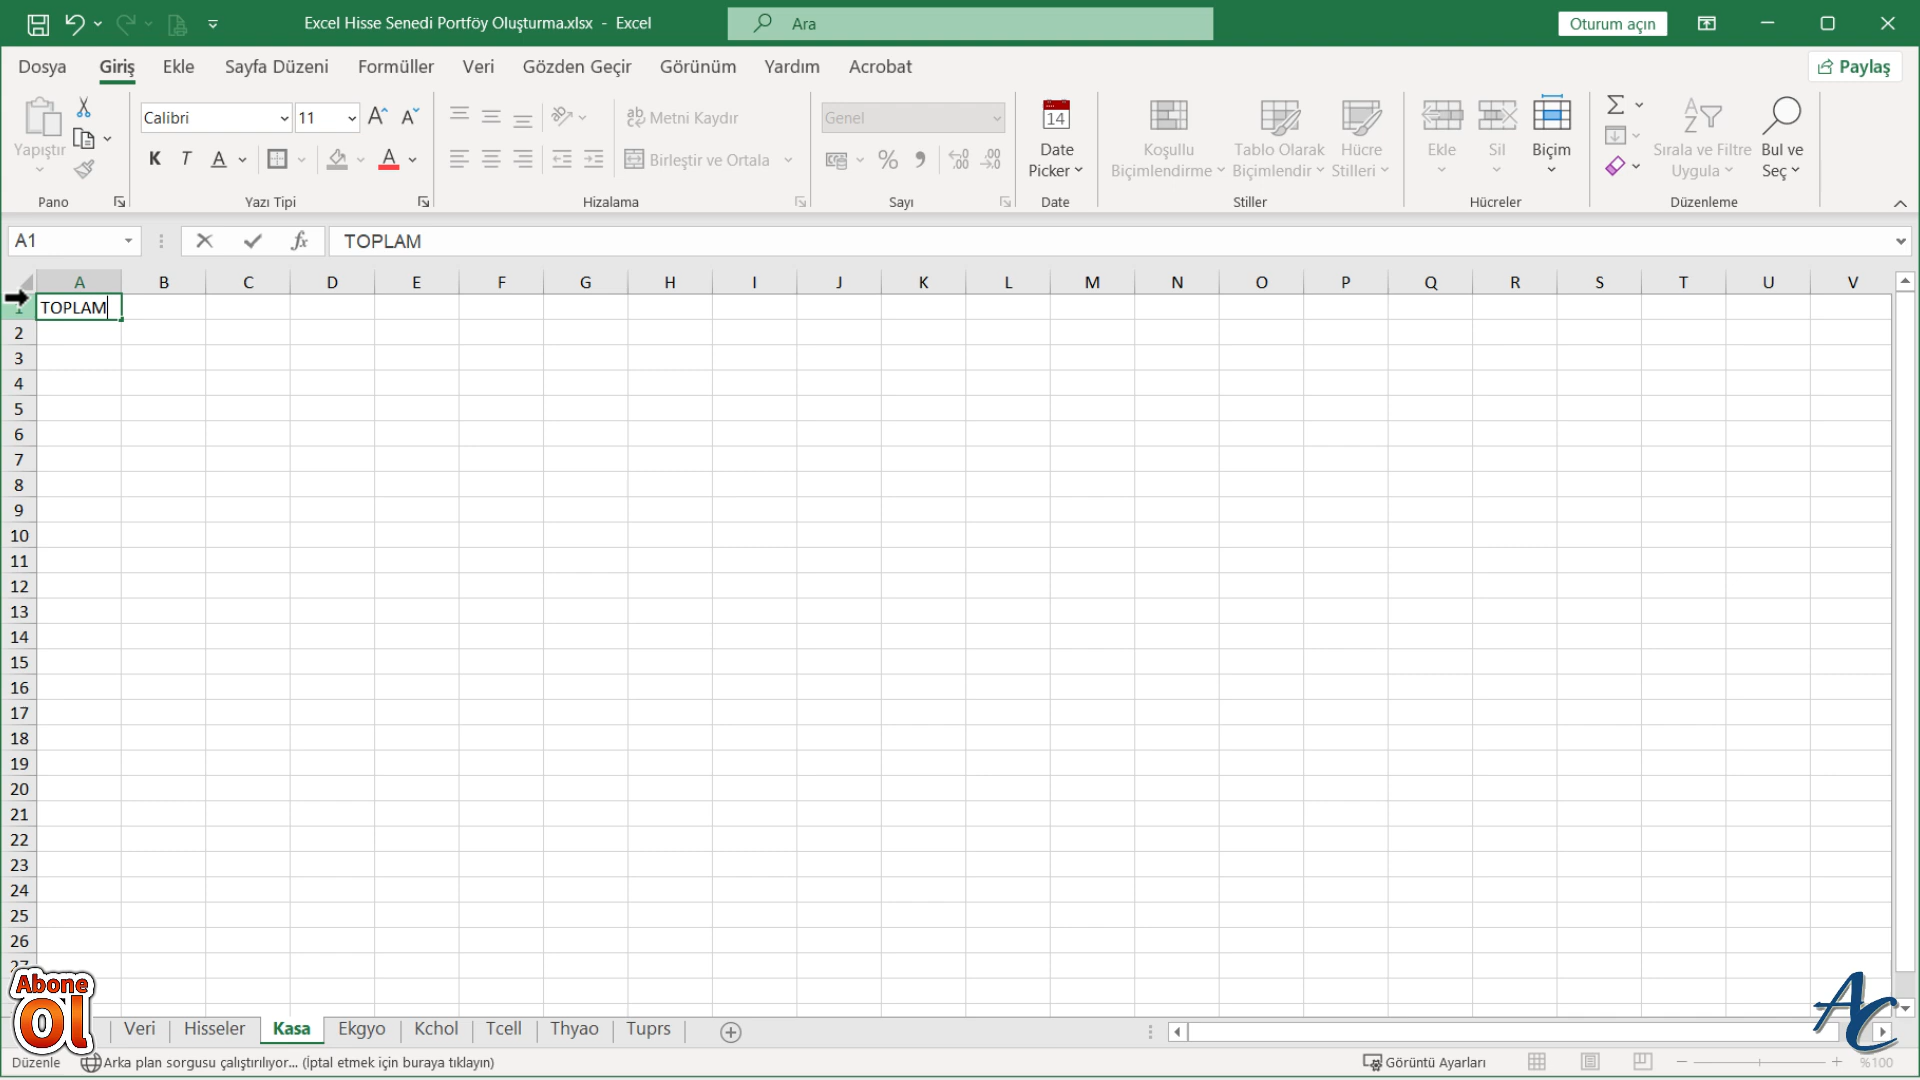 Excel Hisse Senedi Portföy Oluşturma.xlsx - Excel
Ara
Oturum açın
Dosya Giriş Ekle Sayfa Düzeni Formüller Veri Gözden Geçir Görünüm Yardım Acrobat
Paylaş
Yapıştır
Pano
Calibri 11
K T A A
Yazı Tipi
Metni Kaydır
Birleştir ve Ortala
Hizalama
Genel
%
Sayı
14
Date
Picker
Date
Koşullu
Biçimlendirme
Tablo Olarak
Biçimlendir
Hücre
Stilleri
Stiller
Ekle
Sil
Biçim
Hücreler
Sırala ve Filtre
Uygula
Bul ve
Seç
Düzenleme
A1 fx TOPLAM
A B C D E F G H I J K L M N O P Q R S T U V
1 TOPLAM
2
3
4
5
6
7
8
9
10
11
12
13
14
15
16
17
18
19
20
21
22
23
24
25
26
27
Abone
Ol
AC
Veri Hisseler Kasa Ekgyo Kchol Tcell Thyao Tuprs
Düzenle Arka plan sorgusu çalıştırılıyor... (İptal etmek için buraya tıklayın)
Görüntü Ayarları
%100